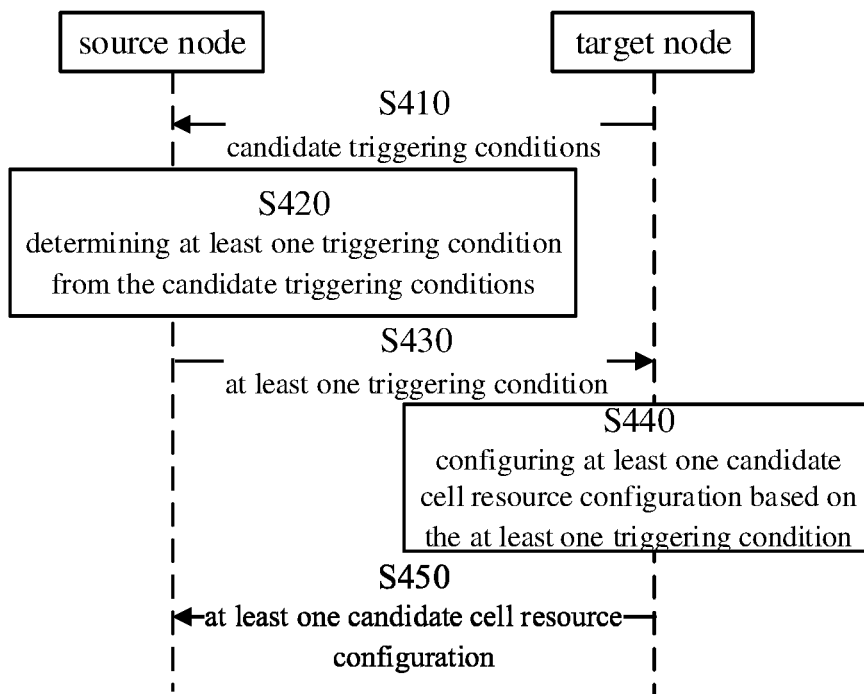 source node
target node
S410
candidate triggering conditions
S420
determining at least one triggering condition
from the candidate triggering conditions
S430
at least one triggering condition
S440
configuring at least one candidate
cell resource configuration based on
the at least one triggering condition
S450
at least one candidate cell resource
configuration